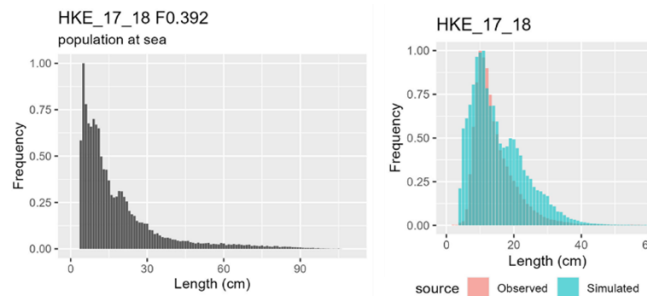 HKE_17_18 F0.392
population at sea
1.00
0.75
0.50
0.25
0.00
Frequency
0
30
60
90
Length (cm)
HKE_17_18
1.00
0.75
0.50
0.25
0.00
Frequency
0
20
40
60
Length (cm)
source Observed Simulated